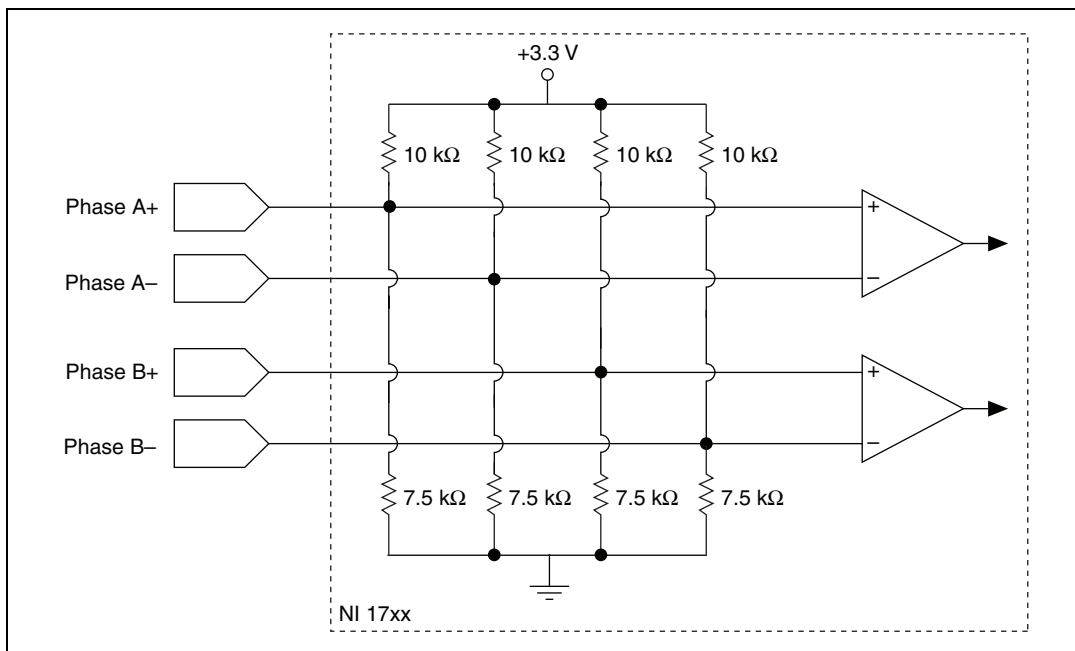 +3.3 V
10 kΩ 10 kΩ 10 kΩ 10 kΩ
Phase A+
+
Phase A–
–
Phase B+
+
Phase B–
–
7.5 kΩ 7.5 kΩ 7.5 kΩ 7.5 kΩ
NI 17xx